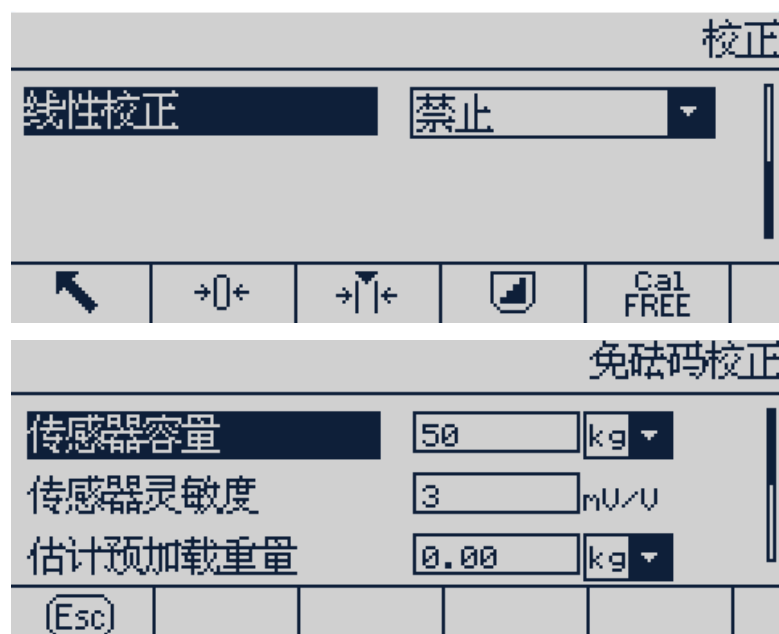 校正
线性校正 禁止
Cal
FREE
免砝码校正
传感器容量 50 kg
传感器灵敏度 3 mV/V
估计预加载重量 0.00 kg
Esc